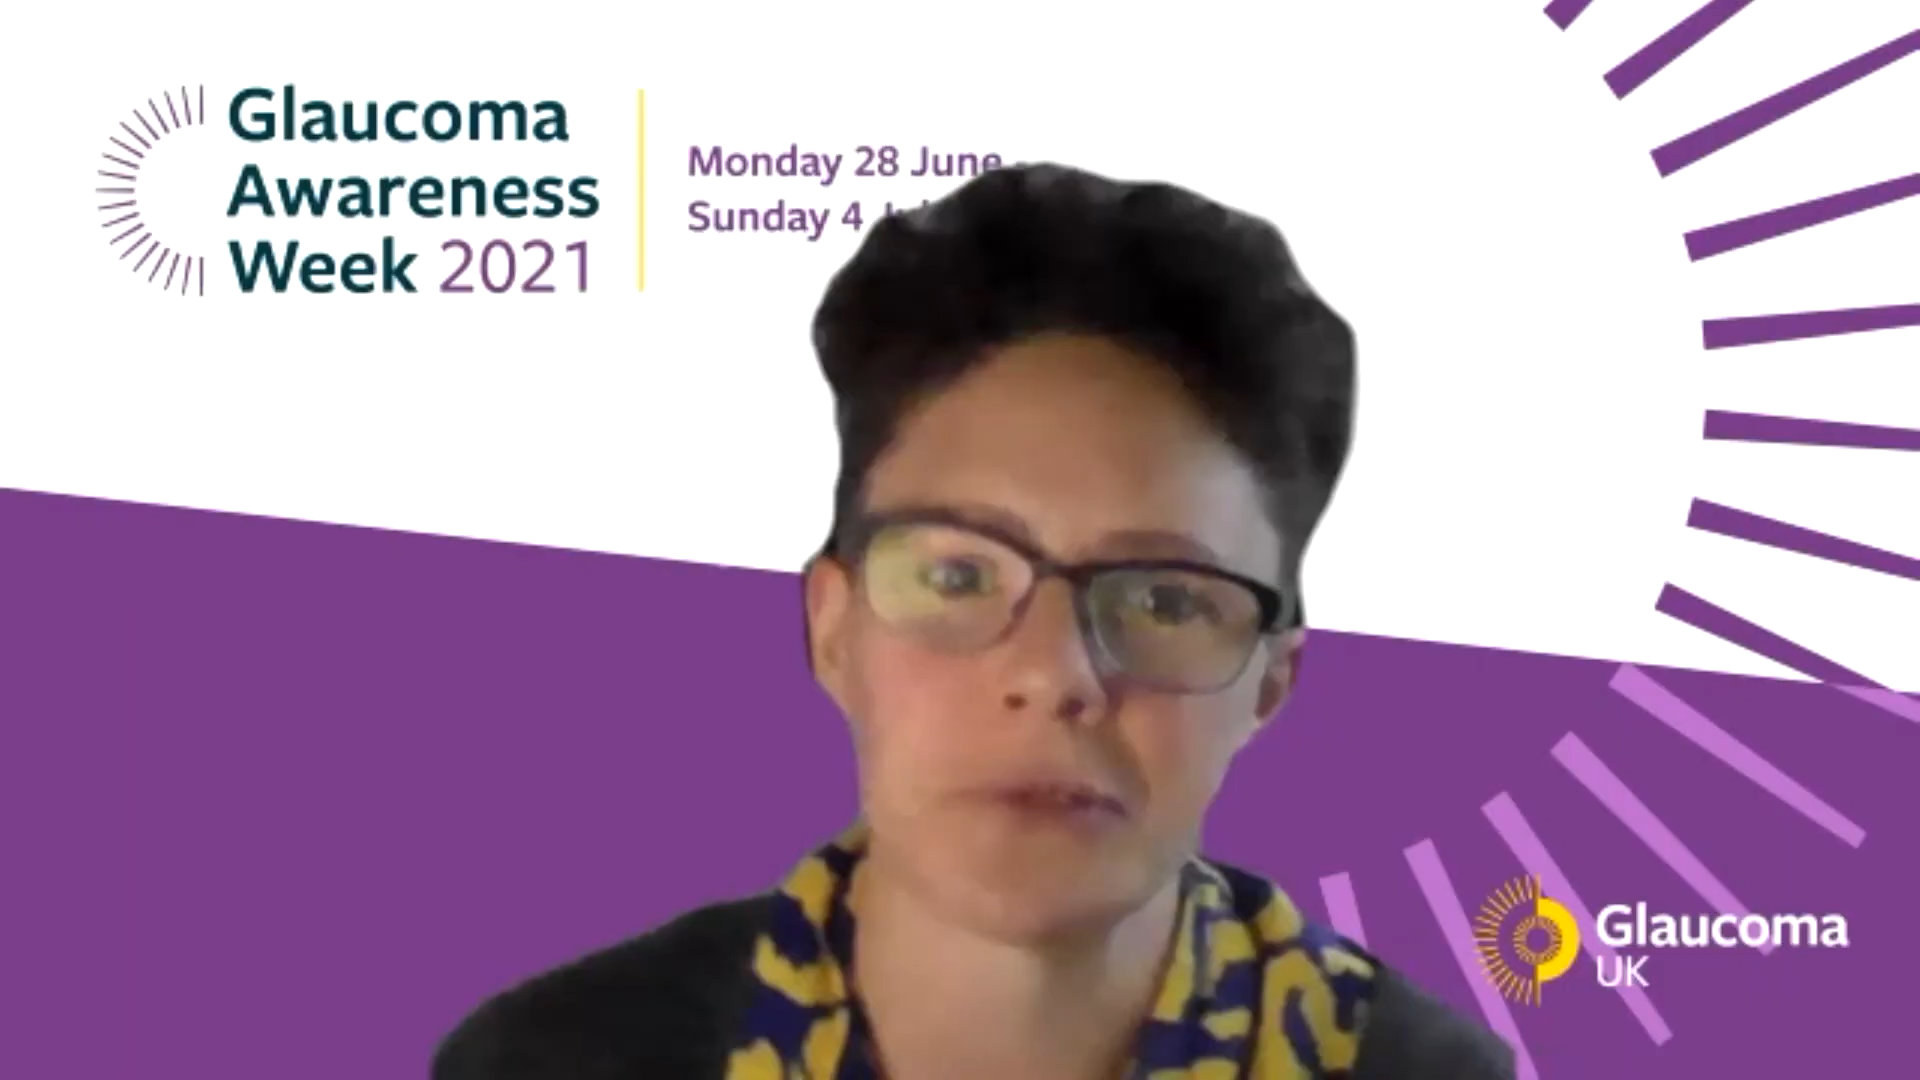 Glaucoma
Awareness
Week 2021
Monday 28 June
Sunday 4
Glaucoma
UK